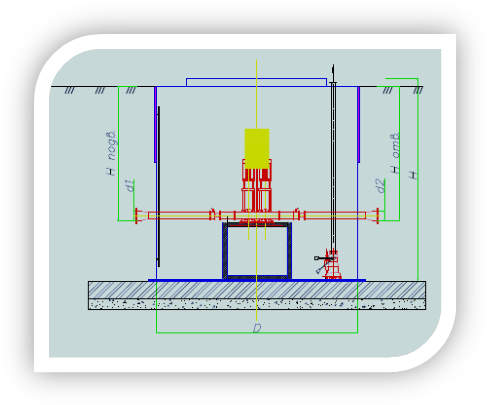 H подв.
d1
d2
H отв.
H
D